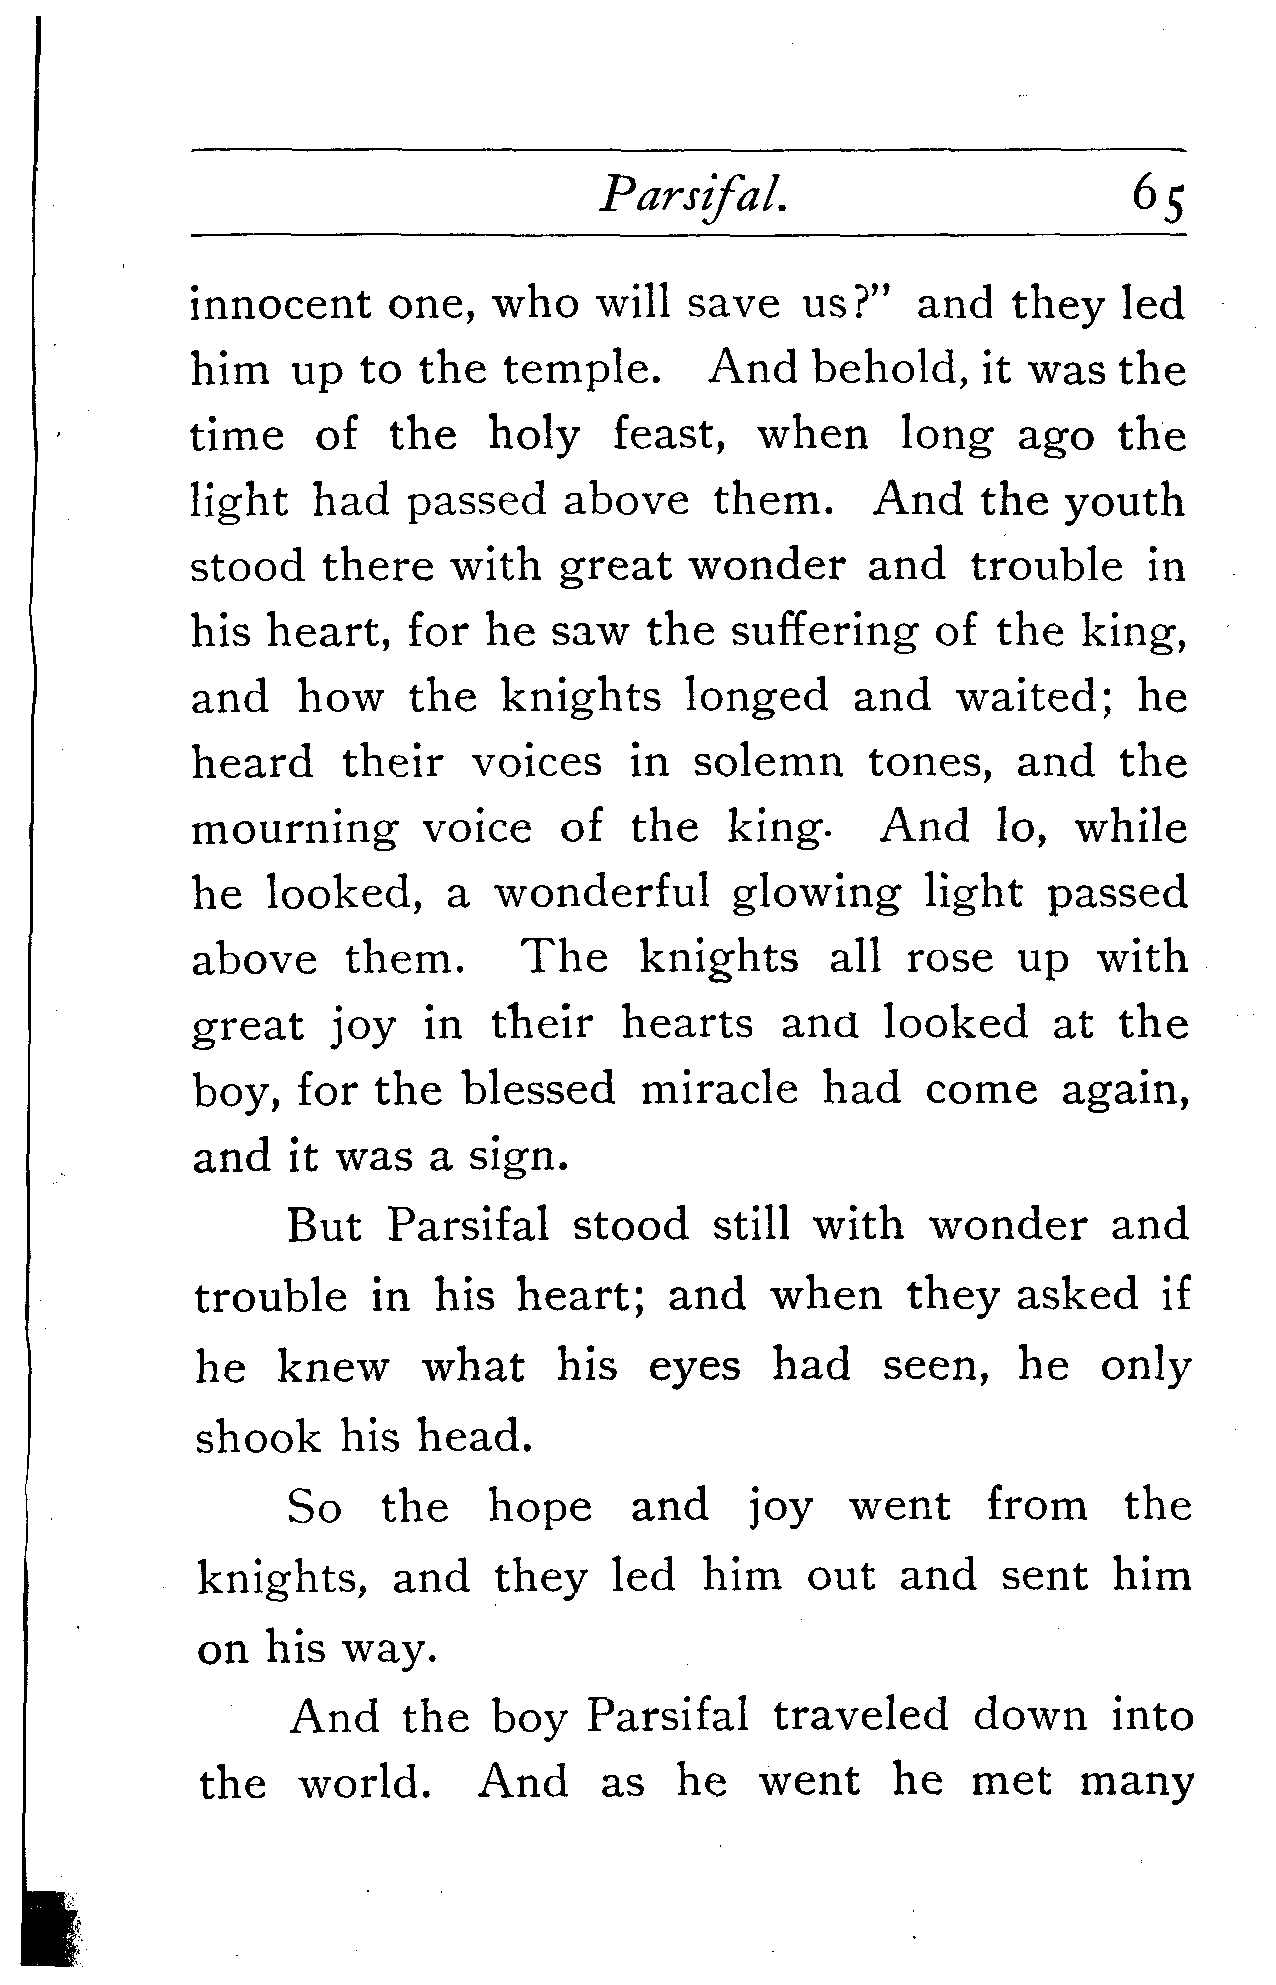 Parsifal. 65
innocent one, who will save us?" and they led
him up to the temple. And behold, it was the
time of the holy feast, when long ago the
light had passed above them. And the youth
stood there with great wonder and trouble in
his heart, for he saw the suffering of the king,
and how the knights longed and waited; he
heard their voices in solemn tones, and the
mourning voice of the king. And lo, while
he looked, a wonderful glowing light passed
above them. The knights all rose up with
great joy in their hearts and looked at the
boy, for the blessed miracle had come again,
and it was a sign.
But Parsifal stood still with wonder and
trouble in his heart; and when they asked if
he knew what his eyes had seen, he only
shook his head.
So the hope and joy went from the
knights, and they led him out and sent him
on his way.
And the boy Parsifal traveled down into
the world. And as he went he met many